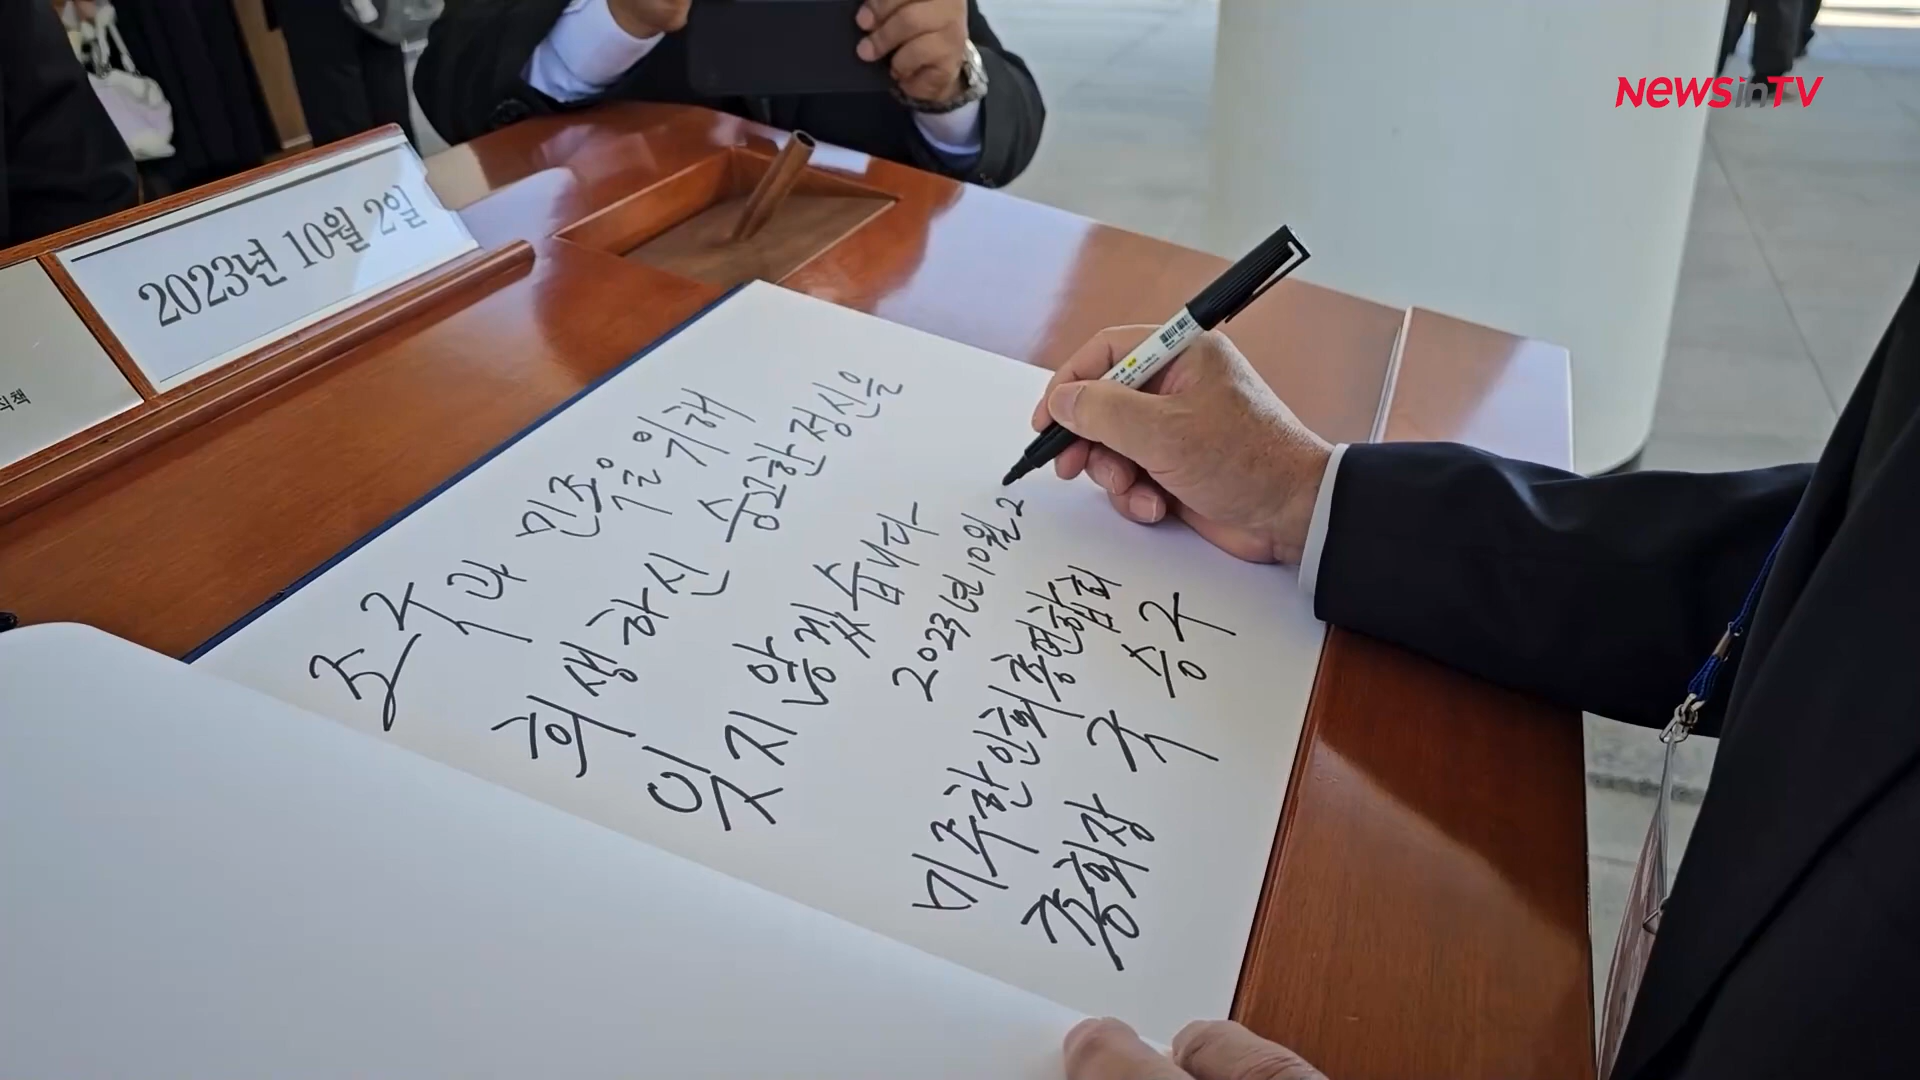 NEWSinTV
2023년 10월 2일
직책
조국과 민족을 위해
희생하신 숭고한 정신을
잊지 않겠습니다
2023년 10월 2
미주한인회총연합회
총회장 국 승구